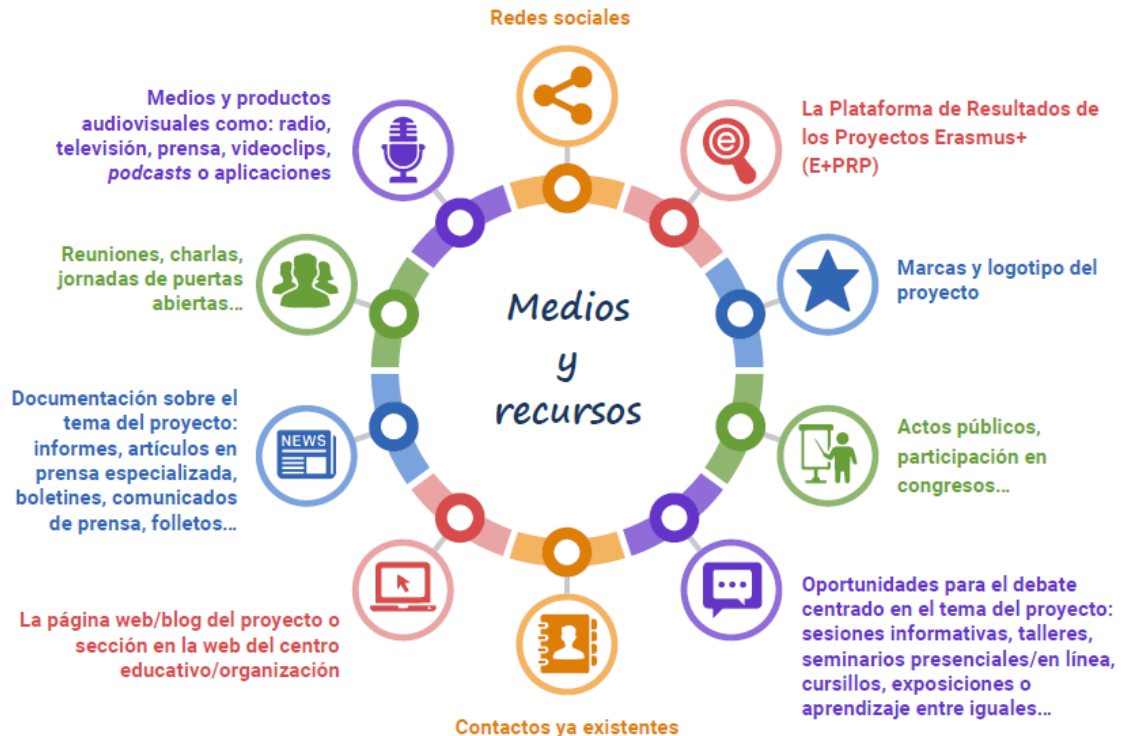 Redes sociales
La Plataforma de Resultados de
los Proyectos Erasmus+
(E+PRP)
Marcas y logotipo del
proyecto
Actos públicos,
participación en
congresos...
Oportunidades para el debate
centrado en el tema del proyecto:
sesiones informativas, talleres,
seminarios presenciales/en línea,
cursillos, exposiciones o
aprendizaje entre iguales...
Contactos ya existentes
La página web/blog del proyecto o
sección en la web del centro
educativo/organización
Documentación sobre el
tema del proyecto:
informes, artículos en
prensa especializada,
boletines, comunicados
de prensa, folletos...
NEWS
Reuniones, charlas,
jornadas de puertas
abiertas...
Medios y productos
audiovisuales como: radio,
televisión, prensa, videoclips,
podcasts o aplicaciones
Medios
y
recursos